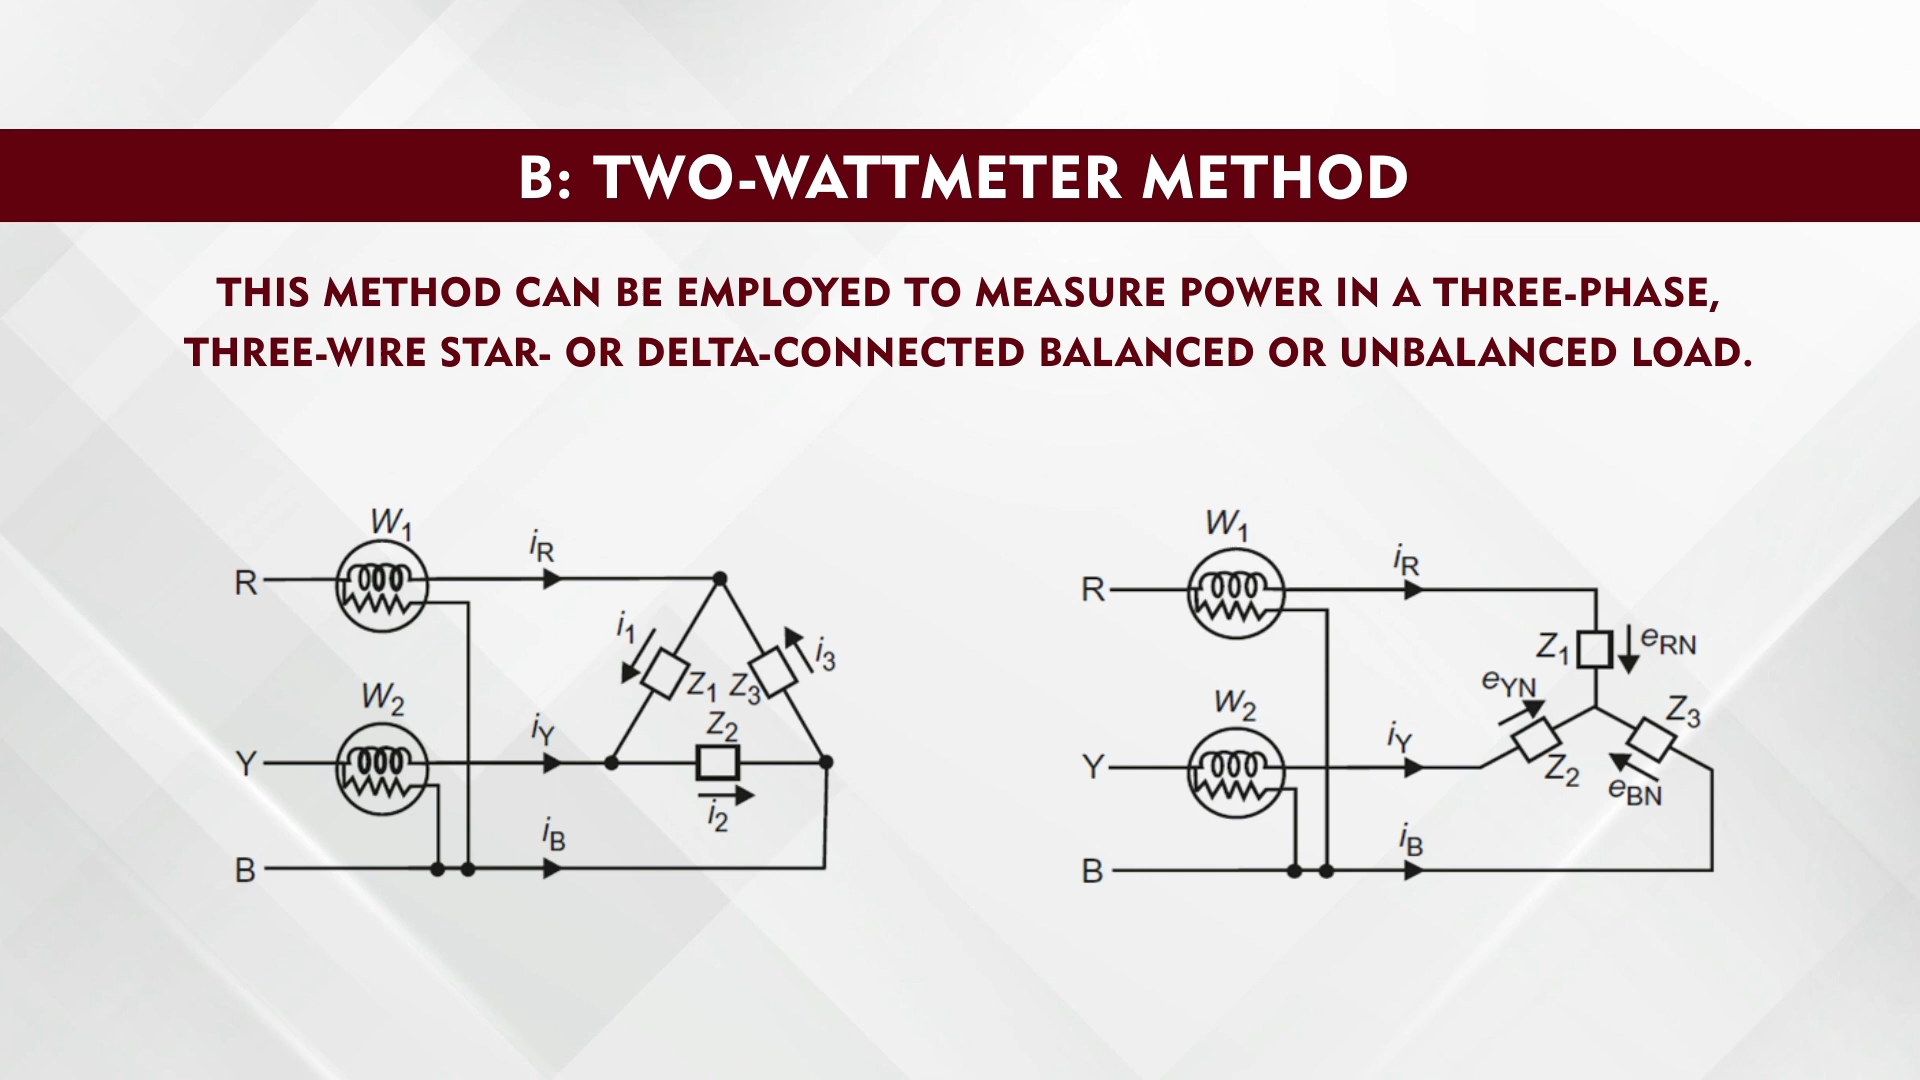 B: TWO-WATTMETER METHOD
THIS METHOD CAN BE EMPLOYED TO MEASURE POWER IN A THREE-PHASE,
THREE-WIRE STAR- OR DELTA-CONNECTED BALANCED OR UNBALANCED LOAD.
W1
iR
R
i1
i3
Z1
Z3
W2
Z2
iY
Y
i2
iB
B
W1
iR
R
Z1
eRN
eYN
W2
Z3
iY
Y
Z2
eBN
iB
B